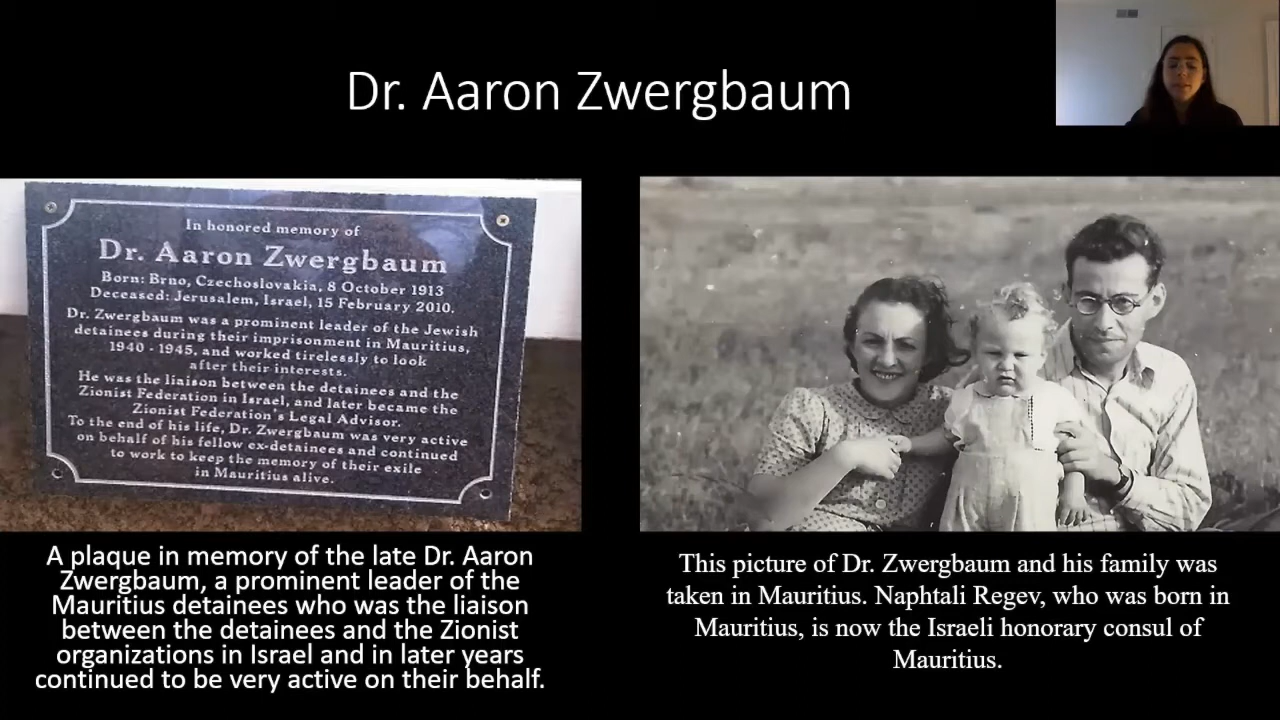 Dr. Aaron Zwergbaum
In honored memory of
Dr. Aaron Zwergbaum
Born: Brno, Czechoslovakia, 8 October 1913
Deceased: Jerusalem, Israel, 15 February 2010.
Dr. Zwergbaum was a prominent leader of the Jewish
detainees during their imprisonment in Mauritius,
1940 - 1945, and worked tirelessly to look
after their interests.
He was the liaison between the detainees and the
Zionist Federation in Israel, and later became the
Zionist Federation's Legal Advisor.
To the end of his life, Dr. Zwergbaum was very active
on behalf of his fellow ex-detainees and continued
to work to keep the memory of their exile
in Mauritius alive.
A plaque in memory of the late Dr. Aaron
Zwergbaum, a prominent leader of the
Mauritius detainees who was the liaison
between the detainees and the Zionist
organizations in Israel and in later years
continued to be very active on their behalf.
This picture of Dr. Zwergbaum and his family was
taken in Mauritius. Naphtali Regev, who was born in
Mauritius, is now the Israeli honorary consul of
Mauritius.